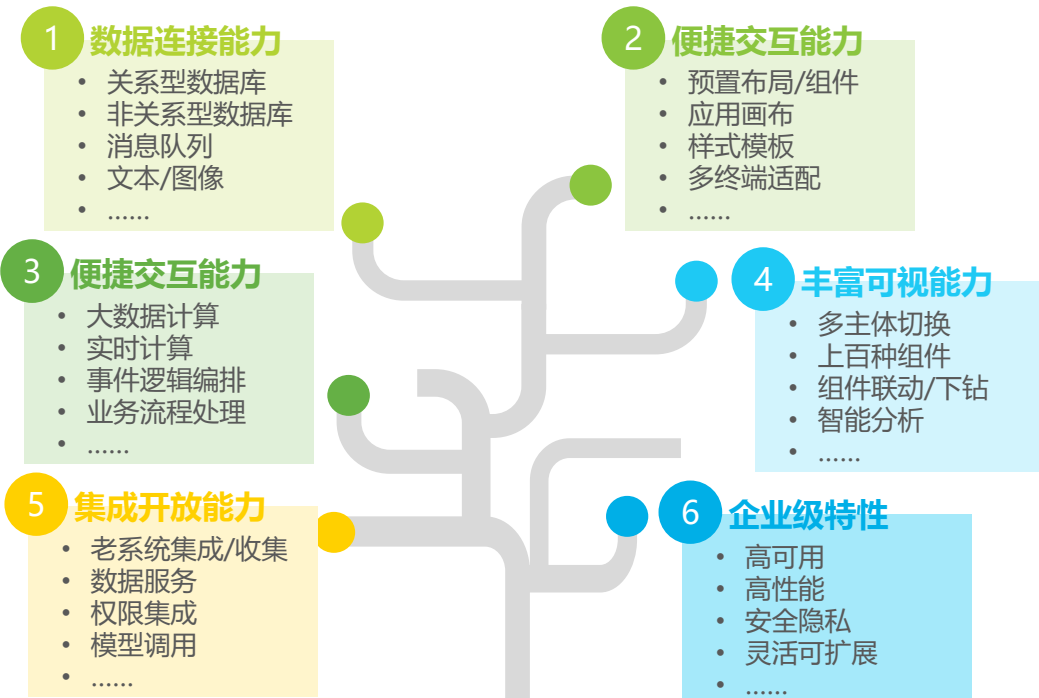 1 数据连接能力
• 关系型数据库
• 非关系型数据库
• 消息队列
• 文本/图像
• ......
2 便捷交互能力
• 预置布局/组件
• 应用画布
• 样式模板
• 多终端适配
• ......
3 便捷交互能力
• 大数据计算
• 实时计算
• 事件逻辑编排
• 业务流程处理
• ......
4 丰富可视能力
• 多主体切换
• 上百种组件
• 组件联动/下钻
• 智能分析
• ......
5 集成开放能力
• 老系统集成/收集
• 数据服务
• 权限集成
• 模型调用
• ......
6 企业级特性
• 高可用
• 高性能
• 安全隐私
• 灵活可扩展
• ......